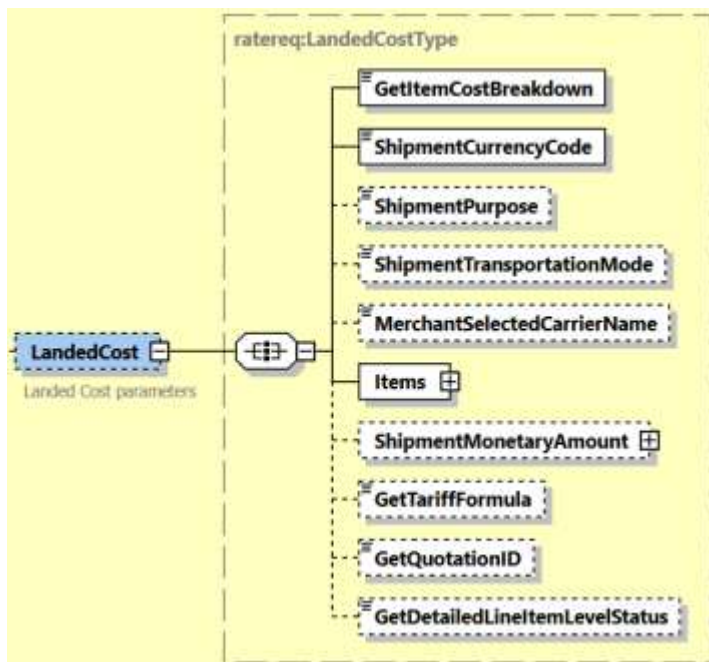 ratereq:LandedCostType
GetItemCostBreakdown
ShipmentCurrencyCode
ShipmentPurpose
ShipmentTransportationMode
MerchantSelectedCarrierName
LandedCost
Landed Cost parameters
Items
ShipmentMonetaryAmount
GetTariffFormula
GetQuotationID
GetDetailedLineItemLevelStatus